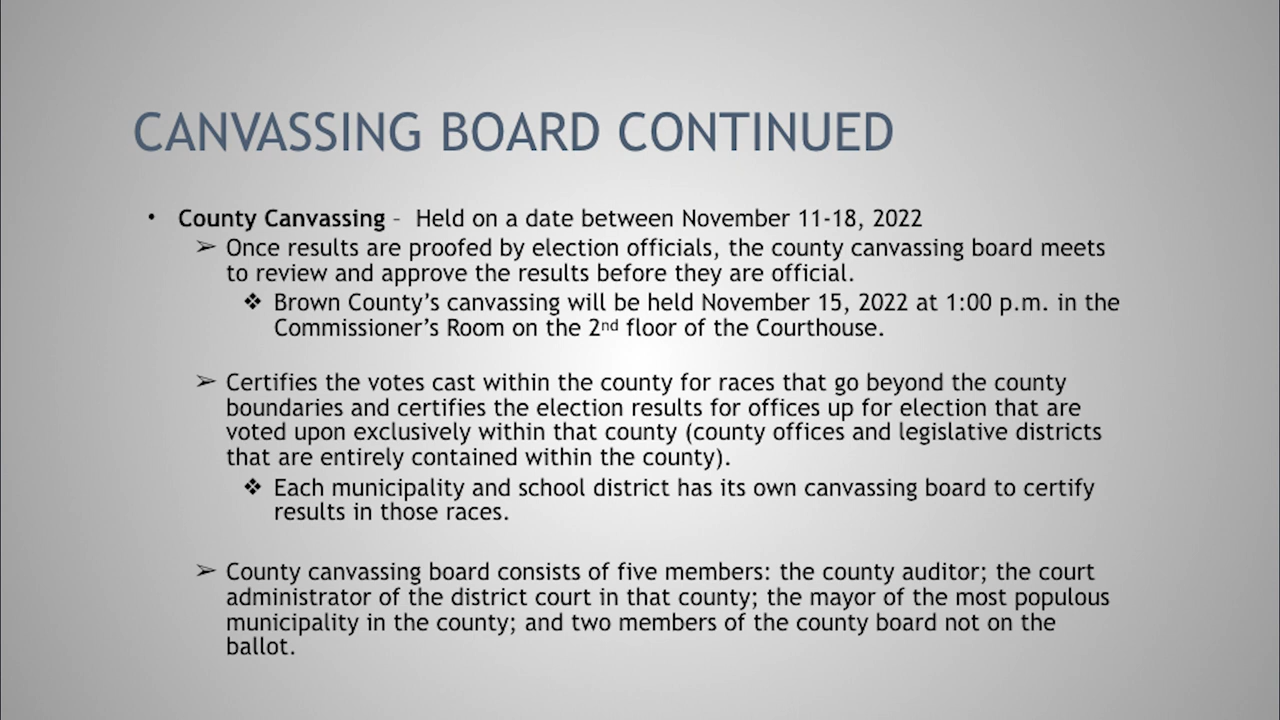 CANVASSING BOARD CONTINUED
• County Canvassing – Held on a date between November 11-18, 2022
➢ Once results are proofed by election officials, the county canvassing board meets
to review and approve the results before they are official.
❖ Brown County’s canvassing will be held November 15, 2022 at 1:00 p.m. in the
Commissioner’s Room on the 2nd floor of the Courthouse.
➢ Certifies the votes cast within the county for races that go beyond the county
boundaries and certifies the election results for offices up for election that are
voted upon exclusively within that county (county offices and legislative districts
that are entirely contained within the county).
❖ Each municipality and school district has its own canvassing board to certify
results in those races.
➢ County canvassing board consists of five members: the county auditor; the court
administrator of the district court in that county; the mayor of the most populous
municipality in the county; and two members of the county board not on the
ballot.